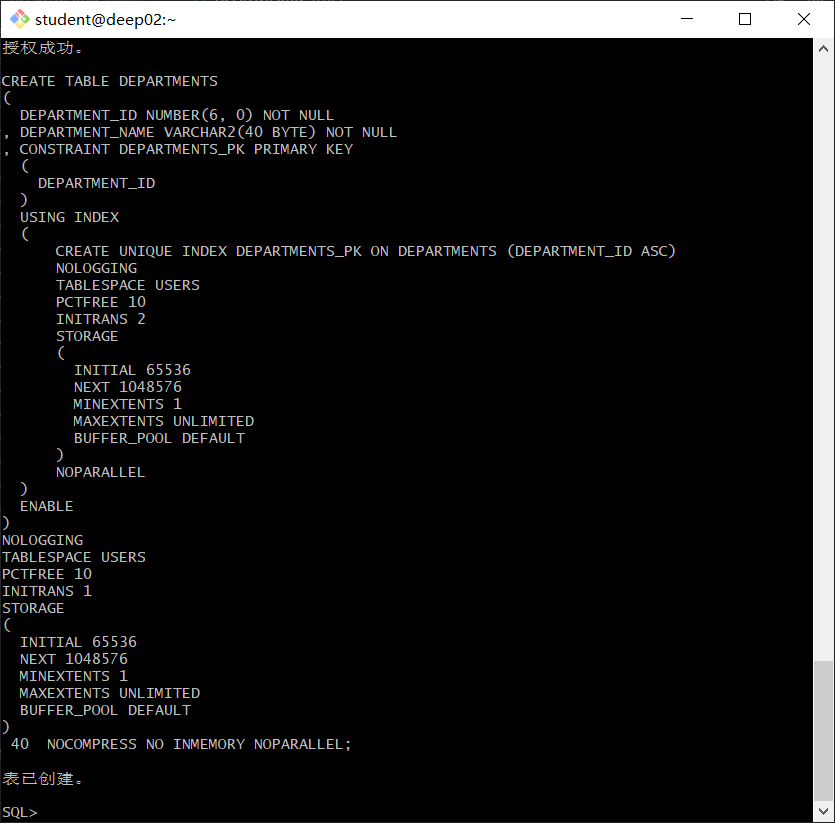 student@deep02:~
授权成功。
CREATE TABLE DEPARTMENTS
(
DEPARTMENT_ID NUMBER(6, 0) NOT NULL
, DEPARTMENT_NAME VARCHAR2(40 BYTE) NOT NULL
, CONSTRAINT DEPARTMENTS_PK PRIMARY KEY
(
DEPARTMENT_ID
)
USING INDEX
(
CREATE UNIQUE INDEX DEPARTMENTS_PK ON DEPARTMENTS (DEPARTMENT_ID ASC)
NOLOGGING
TABLESPACE USERS
PCTFREE 10
INITRANS 2
STORAGE
(
INITIAL 65536
NEXT 1048576
MINEXTENTS 1
MAXEXTENTS UNLIMITED
BUFFER_POOL DEFAULT
)
NOPARALLEL
)
ENABLE
)
NOLOGGING
TABLESPACE USERS
PCTFREE 10
INITRANS 1
STORAGE
(
INITIAL 65536
NEXT 1048576
MINEXTENTS 1
MAXEXTENTS UNLIMITED
BUFFER_POOL DEFAULT
)
40  NOCOMPRESS NO INMEMORY NOPARALLEL;
表已创建。
SQL>